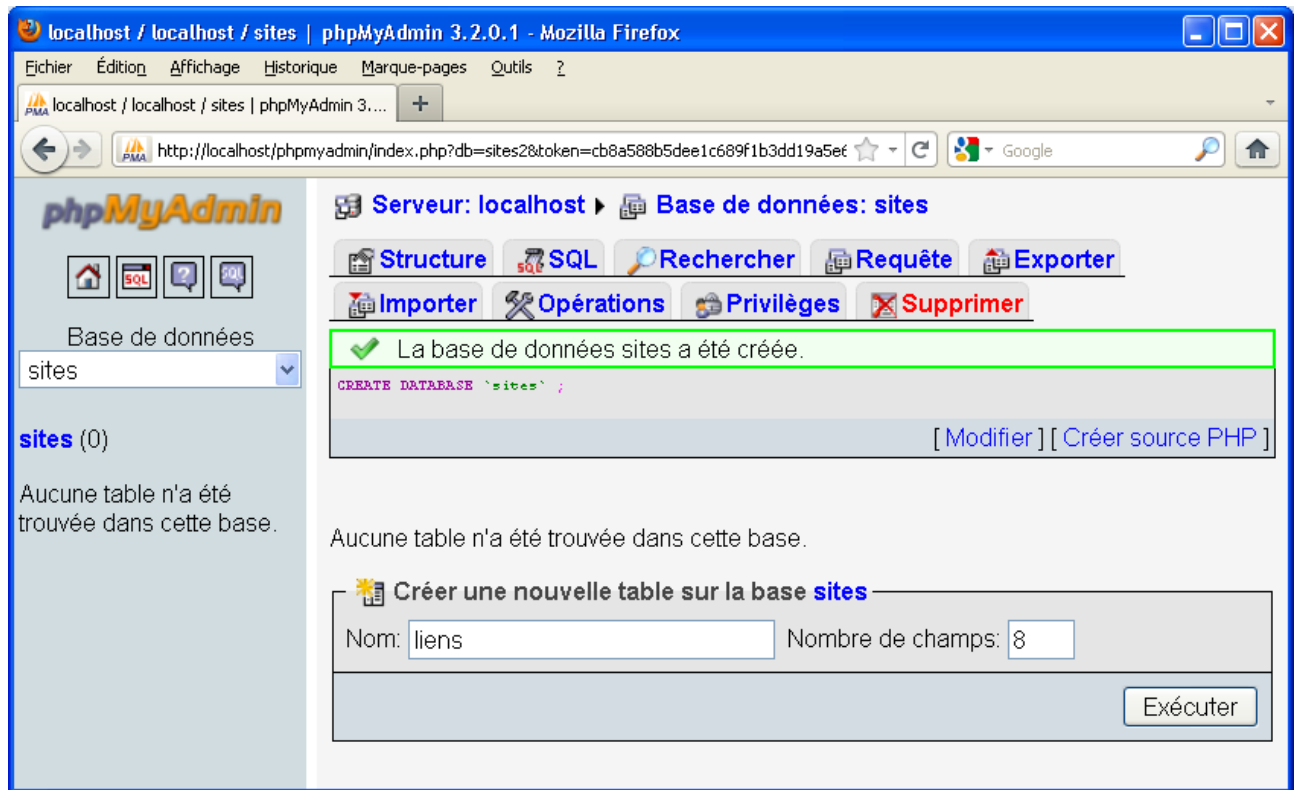 localhost / localhost / sites | phpMyAdmin 3.2.0.1 - Mozilla Firefox
Fichier Édition Affichage Historique Marque-pages Outils ?
PMA localhost / localhost / sites | phpMyAdmin 3.... +
PMA http://localhost/phpmyadmin/index.php?db=sites2&token=cb8a588b5dee1c689f1b3dd19a5e6 Google
phpMyAdmin
SQL ? SQL
Base de données
sites
sites (0)
Aucune table n'a été
trouvée dans cette base.
Serveur: localhost Base de données: sites
Structure SQL Rechercher Requête Exporter
Importer Opérations Privilèges Supprimer
La base de données sites a été créée.
CREATE DATABASE `sites` ;
[ Modifier ] [ Créer source PHP ]
Aucune table n'a été trouvée dans cette base.
Créer une nouvelle table sur la base sites
Nom: liens Nombre de champs: 8
Exécuter